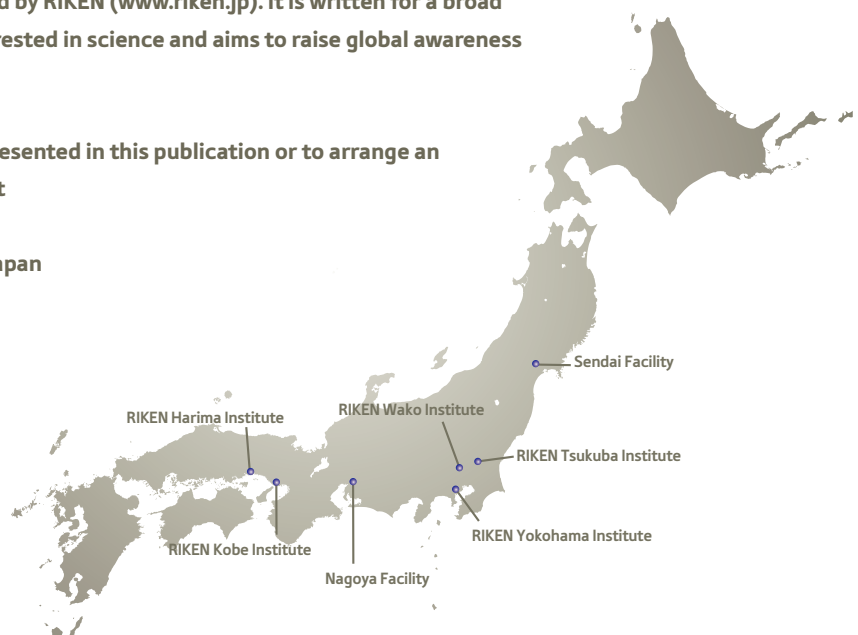 d by RIKEN (www.riken.jp). It is written for a broad
rested in science and aims to raise global awareness
esented in this publication or to arrange an
t
apan
Sendai Facility
RIKEN Harima Institute
RIKEN Wako Institute
RIKEN Tsukuba Institute
RIKEN Yokohama Institute
RIKEN Kobe Institute
Nagoya Facility